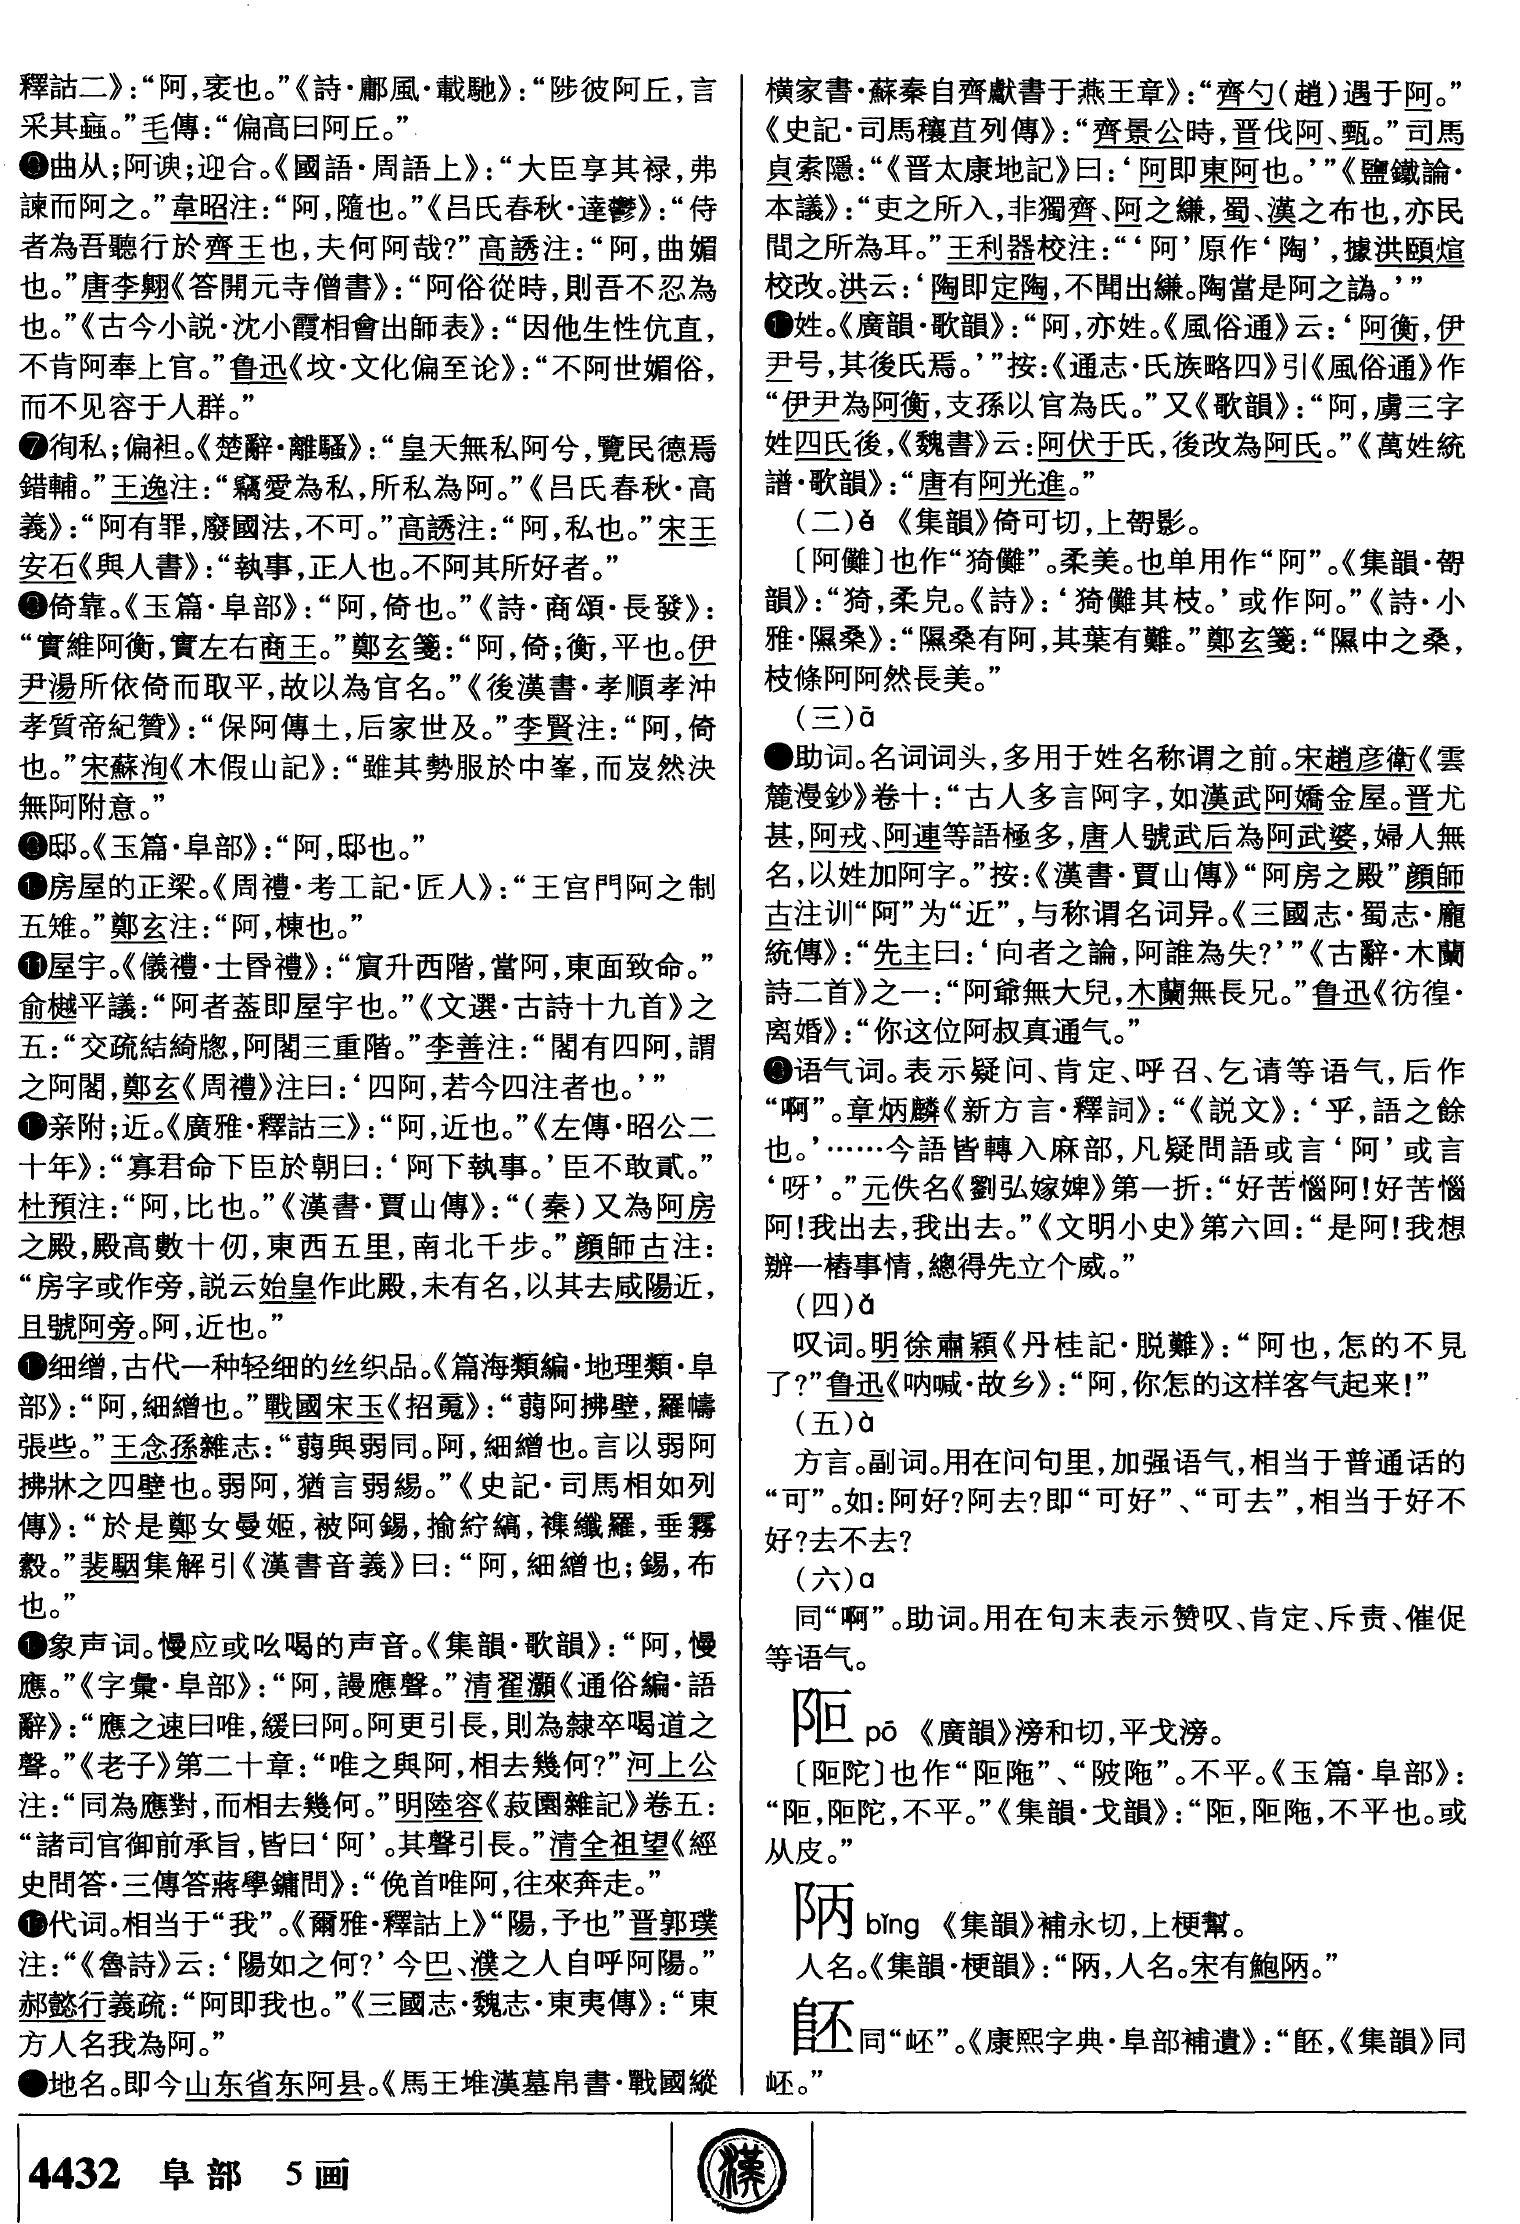 釋詁二》：“阿，衺也。”《詩·鄘風·載馳》：“陟彼阿丘，言
采其蝱。”毛傳：“偏高曰阿丘。”
曲从；阿谀；迎合。《國語·周語上》：“大臣享其禄，弗
諫而阿之。”韋昭注：“阿，隨也。”《吕氏春秋·達鬱》：“侍
者為吾聽行於齊王也，夫何阿哉？”高誘注：“阿，曲媚
也。”唐李翱《答開元寺僧書》：“阿俗從時，則吾不忍為
也。”《古今小説·沈小霞相會出師表》：“因他生性伉直，
不肯阿奉上官。”鲁迅《坟·文化偏至论》：“不阿世媚俗，
而不见容于人群。”
❼徇私；偏袒。《楚辭·離騷》：“皇天無私阿兮，覽民德焉
錯輔。”王逸注：“竊愛為私，所私為阿。”《吕氏春秋·高
義》：“阿有罪，廢國法，不可。”高誘注：“阿，私也。”宋王
安石《與人書》：“執事，正人也。不阿其所好者。”
倚靠。《玉篇·阜部》：“阿，倚也。”《詩·商頌·長發》：
“實維阿衡，實左右商王。”鄭玄箋：“阿，倚；衡，平也。伊
尹湯所依倚而取平，故以為官名。”《後漢書·孝順孝沖
孝質帝紀贊》：“保阿傳土，后家世及。”李賢注：“阿，倚
也。”宋蘇洵《木假山記》：“雖其勢服於中峯，而岌然決
無阿附意。”
邸。《玉篇·阜部》：“阿，邸也。”
房屋的正梁。《周禮·考工記·匠人》：“王宫門阿之制
五雉。”鄭玄注：“阿，棟也。”
⓫屋宇。《儀禮·士昏禮》：“賓升西階，當阿，東面致命。”
俞樾平議：“阿者蓋即屋宇也。”《文選·古詩十九首》之
五：“交疏結綺牎，阿閣三重階。”李善注：“閣有四阿，謂
之阿閣，鄭玄《周禮》注曰：‘四阿，若今四注者也。’”
亲附；近。《廣雅·釋詁三》：“阿，近也。”《左傳·昭公二
十年》：“寡君命下臣於朝曰：‘阿下執事。’臣不敢貳。”
杜預注：“阿，比也。”《漢書·賈山傳》：“（秦）又為阿房
之殿，殿高數十仞，東西五里，南北千步。”顔師古注：
“房字或作旁，説云始皇作此殿，未有名，以其去咸陽近，
且號阿旁。阿，近也。”
细缯，古代一种轻细的丝织品。《篇海類編·地理類·阜
部》：“阿，細繒也。”戰國宋玉《招䰟》：“蒻阿拂壁，羅幬
張些。”王念孫雜志：“蒻與弱同。阿，細繒也。言以弱阿
拂牀之四壁也。弱阿，猶言弱緆。”《史記·司馬相如列
傳》：“於是鄭女曼姬，被阿錫，揄紵縞，襍纖羅，垂霧
縠。”裴駰集解引《漢書音義》曰：“阿，細繒也；錫，布
也。”
象声词。慢应或吆喝的声音。《集韻·歌韻》：“阿，慢
應。”《字彙·阜部》：“阿，謾應聲。”清翟灝《通俗編·語
辭》：“應之速曰唯，緩曰阿。阿更引長，則為隸卒喝道之
聲。”《老子》第二十章：“唯之與阿，相去幾何？”河上公
注：“同為應對，而相去幾何。”明陸容《菽園雜記》卷五：
“諸司官御前承旨，皆曰‘阿’。其聲引長。”清全祖望《經
史問答·三傳答蔣學鏞問》：“俛首唯阿，往來奔走。”
代词。相当于“我”。《爾雅·釋詁上》“陽，予也”晋郭璞
注：“《魯詩》云：‘陽如之何？’今巴、濮之人自呼阿陽。”
郝懿行義疏：“阿即我也。”《三國志·魏志·東夷傳》：“東
方人名我為阿。”
地名。即今山东省东阿县。《馬王堆漢墓帛書·戰國縱
横家書·蘇秦自齊獻書于燕王章》：“齊勺（趙）遇于阿。”
《史記·司馬穰苴列傳》：“齊景公時，晋伐阿、甄。”司馬
貞索隱：“《晋太康地記》曰：‘阿即東阿也。’”《鹽鐵論·
本議》：“吏之所入，非獨齊、阿之縑，蜀、漢之布也，亦民
間之所為耳。”王利器校注：“‘阿’原作‘陶’，據洪頤煊
校改。洪云：‘陶即定陶，不聞出縑。陶當是阿之譌。’”
姓。《廣韻·歌韻》：“阿，亦姓。《風俗通》云：‘阿衡，伊
尹号，其後氏焉。’”按：《通志·氏族略四》引《風俗通》作
“伊尹為阿衡，支孫以官為氏。”又《歌韻》：“阿，虜三字
姓四氏後，《魏書》云：阿伏于氏，後改為阿氏。”《萬姓統
譜·歌韻》：“唐有阿光進。”
（二）ě　《集韻》倚可切，上哿影。
〔阿儺〕也作“猗儺”。柔美。也单用作“阿”。《集韻·哿
韻》：“猗，柔皃。《詩》：‘猗儺其枝。’或作阿。”《詩·小
雅·隰桑》：“隰桑有阿，其葉有難。”鄭玄箋：“隰中之桑，
枝條阿阿然長美。”
（三）ā
助词。名词词头，多用于姓名称谓之前。宋趙彦衛《雲
麓漫鈔》卷十：“古人多言阿字，如漢武阿嬌金屋。晋尤
甚，阿戎、阿連等語極多，唐人號武后為阿武婆，婦人無
名，以姓加阿字。”按：《漢書·賈山傳》“阿房之殿”顔師
古注训“阿”为“近”，与称谓名词异。《三國志·蜀志·龐
統傳》：“先主曰：‘向者之論，阿誰為失？’”《古辭·木蘭
詩二首》之一：“阿爺無大兒，木蘭無長兄。”鲁迅《彷徨·
离婚》：“你这位阿叔真通气。”
语气词。表示疑问、肯定、呼召、乞请等语气，后作
“啊”。章炳麟《新方言·釋詞》：“《説文》：‘乎，語之餘
也。’……今語皆轉入麻部，凡疑問語或言‘阿’或言
‘呀’。”元佚名《劉弘嫁婢》第一折：“好苦惱阿！好苦惱
阿！我出去，我出去。”《文明小史》第六回：“是阿！我想
辦一樁事情，總得先立个威。”
（四）ǎ
叹词。明徐肅穎《丹桂記·脱難》：“阿也，怎的不見
了？”鲁迅《呐喊·故乡》：“阿，你怎的这样客气起来！”
（五）à
方言。副词。用在问句里，加强语气，相当于普通话的
“可”。如：阿好？阿去？即“可好”、“可去”，相当于好不
好？去不去？
（六）a
同“啊”。助词。用在句末表示赞叹、肯定、斥责、催促
等语气。
㕷 pō　《廣韻》滂和切，平戈滂。
〔陀〕也作“陁”、“陂陁”。不平。《玉篇·阜部》：
“，陀，不平。”《集韻·戈韻》：“，陁，不平也。或
从皮。”
陃 bǐng　《集韻》補永切，上梗幫。
人名。《集韻·梗韻》：“陃，人名。宋有鮑陃。”
同“岯”。《康熙字典·阜部補遺》：“，《集韻》同
岯。”
4432　阜部　5画
漢